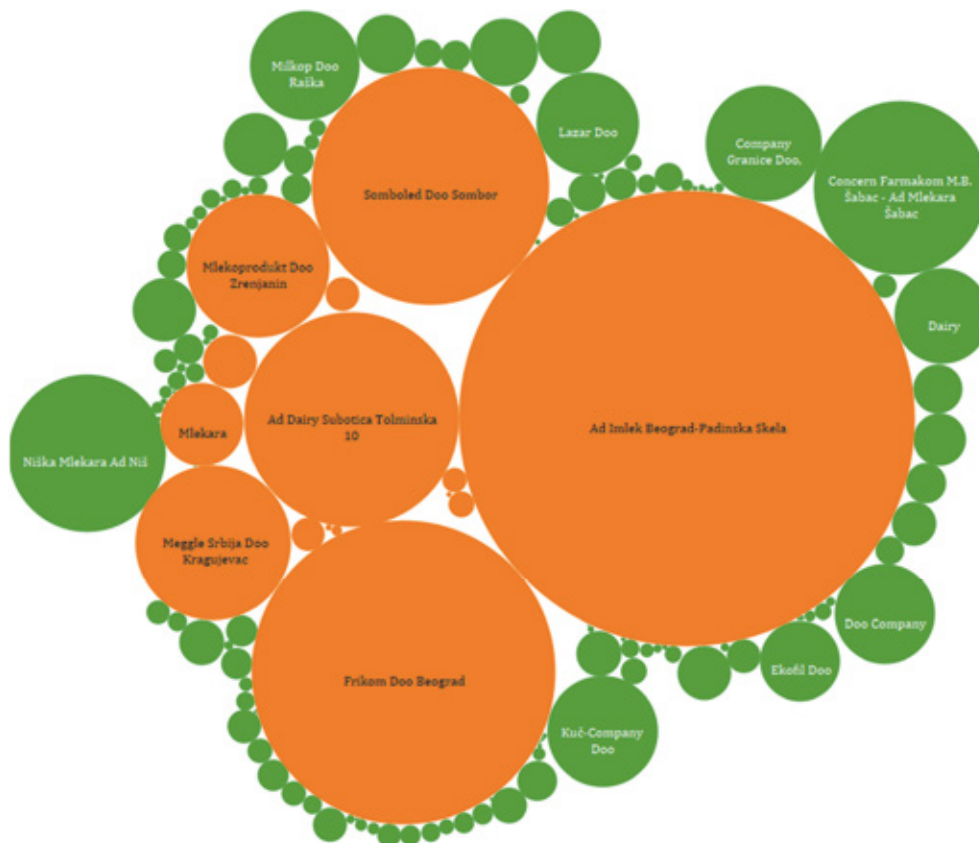 Milkop Doo
Raška
Lazar Doo
Company
Granice Doo.
Concern Farmakom M.B.
Šabac - Ad Mlekara
Šabac
Somboled Doo Sombor
Mlekoprodukt Doo
Zrenjanin
Dairy
Ad Dairy Subotica Tolminska
10
Ad Imlek Beograd-Padinska Skela
Mlekara
Niška Mlekara Ad Niš
Meggle Srbija Doo
Kragujevac
Doo Company
Ekofil Doo
Frikom Doo Beograd
Kuč-Company
Doo